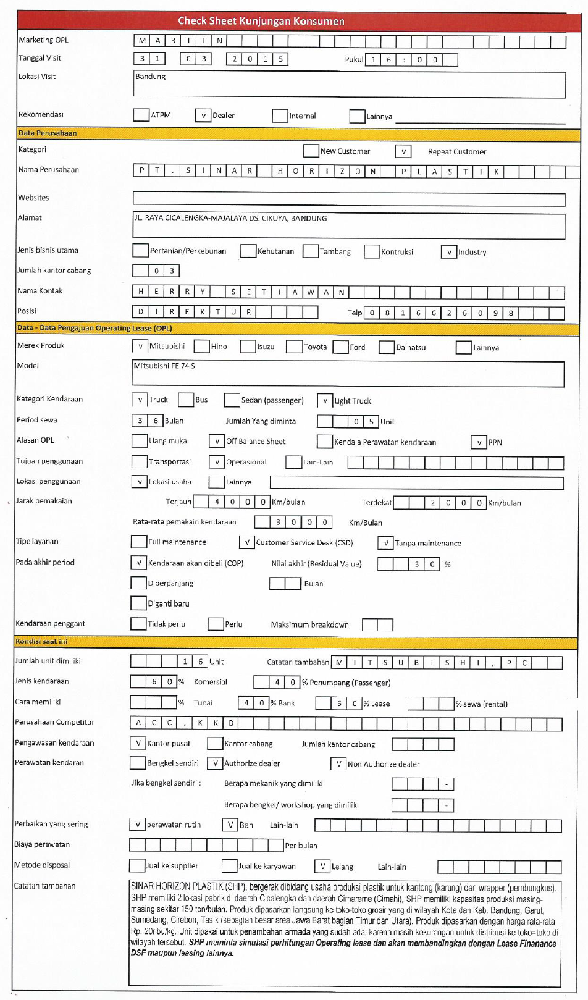 Check Sheet Kunjungan Konsumen
Marketing OPL MARTIN
Tanggal Visit 31 03 2015 Pukul 16:00
Lokasi Visit Bandung
Rekomendasi ATPM v Dealer Internal Lainnya
Data Perusahaan
Kategori New Customer v Repeat Customer
Nama Perusahaan PT.SINAR HORIZON PLASTIK
Websites
Alamat JL. RAYA CICALENGKA-MAJALAYA DS. CIKUYA, BANDUNG
Jenis bisnis utama Pertanian/Perkebunan Kehutanan Tambang Kontruksi v Industry
Jumlah kantor cabang 03
Nama Kontak HERRY SETIAWAN
Posisi DIREKTUR Telp 0816626098
Data - Data Pengajuan Operating Lease (OPL)
Merek Produk v Mitsubishi Hino Isuzu Toyota Ford Daihatsu Lainnya
Model Mitsubishi FE 74 S
Kategori Kendaraan v Truck Bus Sedan (passenger) v Light Truck
Period sewa 36 Bulan Jumlah Yang diminta 05 Unit
Alasan OPL Uang muka v Off Balance Sheet Kendala Perawatan kendaraan v PPN
Tujuan penggunaan Transportasi v Operasional Lain-Lain
Lokasi penggunaan v Lokasi usaha Lainnya
Jarak pemakaian Terjauh 4000 Km/bulan Terdekat 2000 Km/bulan
Rata-rata pemakain kendaraan 3000 Km/Bulan
Tipe layanan Full maintenance √ Customer Service Desk (CSD) √ Tanpa maintenance
Pada akhir period √ Kendaraan akan dibeli (COP) Nilai akhir (Residual Value) 30 %
Diperpanjang Bulan
Diganti baru
Kendaraan pengganti Tidak perlu Perlu Maksimum breakdown
Kondisi saat ini
Jumlah unit dimiliki 16 Unit Catatan tambahan MITSUBISHI,PC
Jenis kendaraan 60 % Komersial 40 % Penumpang (Passenger)
Cara memiliki % Tunai 40 % Bank 60 % Lease % sewa (rental)
Perusahaan Competitor ACC,KKB
Pengawasan kendaraan V Kantor pusat Kantor cabang Jumlah kantor cabang
Perawatan kendaran Bengkel sendiri V Authorize dealer V Non Authorize dealer
Jika bengkel sendiri : Berapa mekanik yang dimiliki -
Berapa bengkel/ workshop yang dimiliki -
Perbaikan yang sering V perawatan rutin V Ban Lain-lain
Biaya perawatan Per bulan
Metode disposal Jual ke supplier Jual ke karyawan V Lelang Lain-lain
Catatan tambahan SINAR HORIZON PLASTIK (SHP), bergerak dibidang usaha produksi plastik untuk kantong (karung) dan wrapper (pembungkus).
SHP memiliki 2 lokasi pabrik di daerah Cicalengka dan daerah Cimareme (Cimahi), SHP memiliki kapasitas produksi masing-
masing sekitar 150 ton/bulan. Produk dipasarkan langsung ke toko-toko grosir yang di wilayah Kota dan Kab. Bandung, Garut,
Sumedang, Cirebon, Tasik (sebagian besar area Jawa Barat bagian Timur dan Utara). Produk dipasarkan dengan harga rata-rata
Rp. 20ribu/kg. Unit dipakai untuk penambahan armada yang sudah ada, karena masih kekurangan untuk distribusi ke toko=toko di
wilayah tersebut. SHP meminta simulasi perhitungan Operating lease dan akan membandingkan dengan Lease Finanance
DSF maupun leasing lainnya.